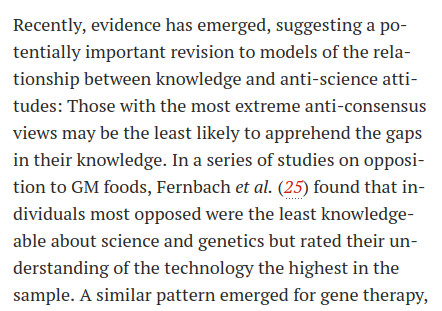 Recently, evidence has emerged, suggesting a po-
tentially important revision to models of the rela-
tionship between knowledge and anti-science atti-
tudes: Those with the most extreme anti-consensus
views may be the least likely to apprehend the gaps
in their knowledge. In a series of studies on opposi-
tion to GM foods, Fernbach et al. (25) found that in-
dividuals most opposed were the least knowledge-
able about science and genetics but rated their un-
derstanding of the technology the highest in the
sample. A similar pattern emerged for gene therapy,